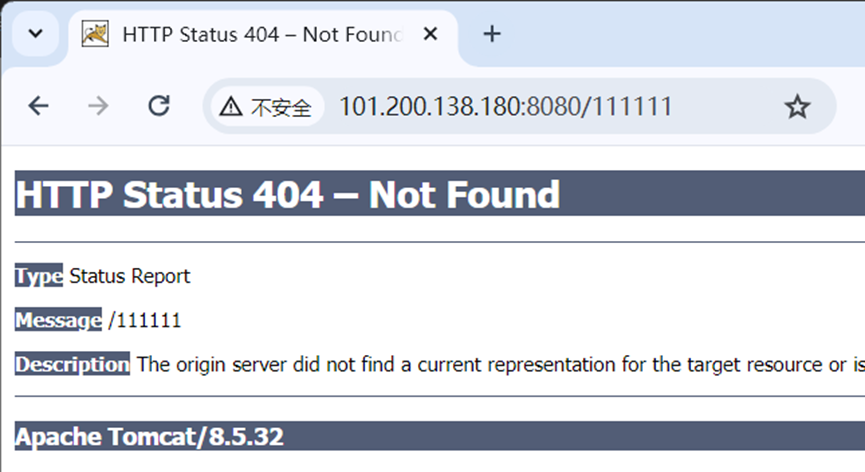 HTTP Status 404 – Not Found
不安全 101.200.138.180:8080/111111
HTTP Status 404 – Not Found
Type Status Report
Message /111111
Description The origin server did not find a current representation for the target resource or is
Apache Tomcat/8.5.32